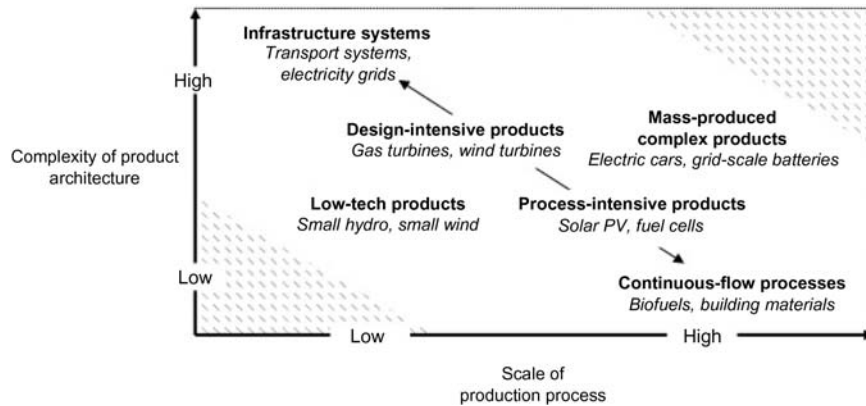 Infrastructure systems
Transport systems,
electricity grids
High
Mass-produced
complex products
Electric cars, grid-scale batteries
Design-intensive products
Gas turbines, wind turbines
Complexity of product
architecture
Low-tech products
Small hydro, small wind
Process-intensive products
Solar PV, fuel cells
Low
Continuous-flow processes
Biofuels, building materials
Low
High
Scale of
production process